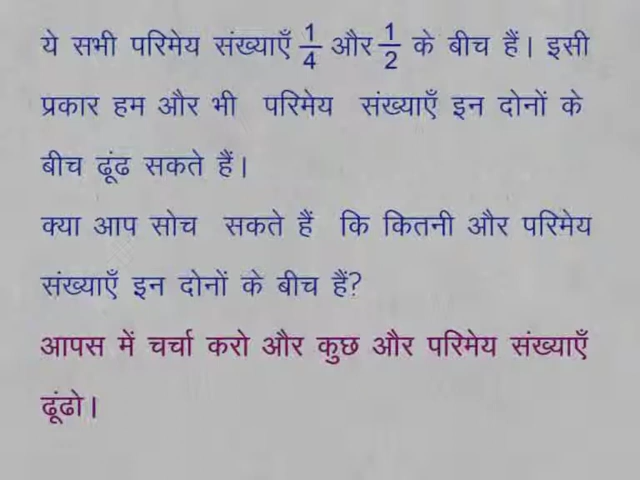 ये सभी परिमेय संख्याएँ 1/4 और 1/2 के बीच हैं। इसी
प्रकार हम और भी परिमेय संख्याएँ इन दोनों के
बीच ढूंढ सकते हैं।
क्या आप सोच सकते हैं कि कितनी और परिमेय
संख्याएँ इन दोनों के बीच हैं?
आपस में चर्चा करो और कुछ और परिमेय संख्याएँ
ढूंढो।